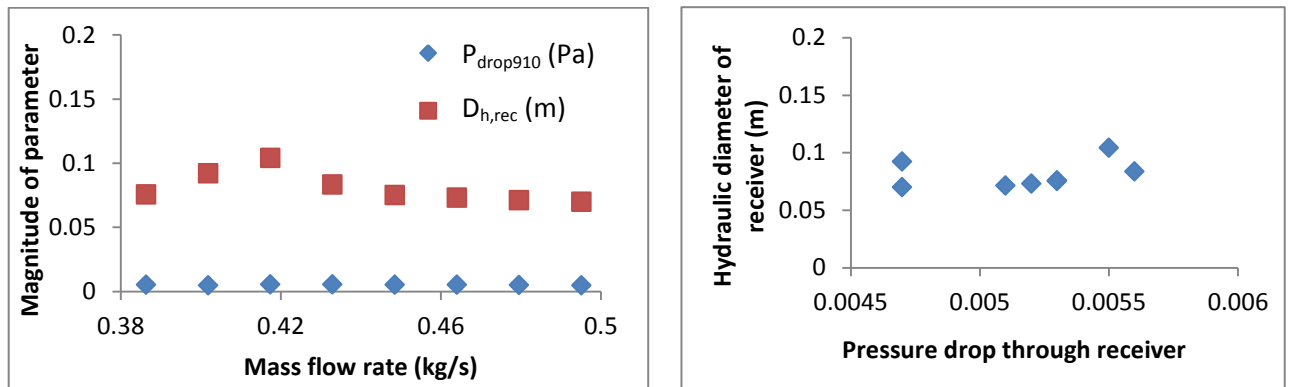 Magnitude of parameter
0.2
0.15
0.1
0.05
0
P_drop910 (Pa)
D_h,rec (m)
0.38 0.42 0.46 0.5
Mass flow rate (kg/s)
Hydraulic diameter of
receiver (m)
0.2
0.15
0.1
0.05
0
0.0045 0.005 0.0055 0.006
Pressure drop through receiver